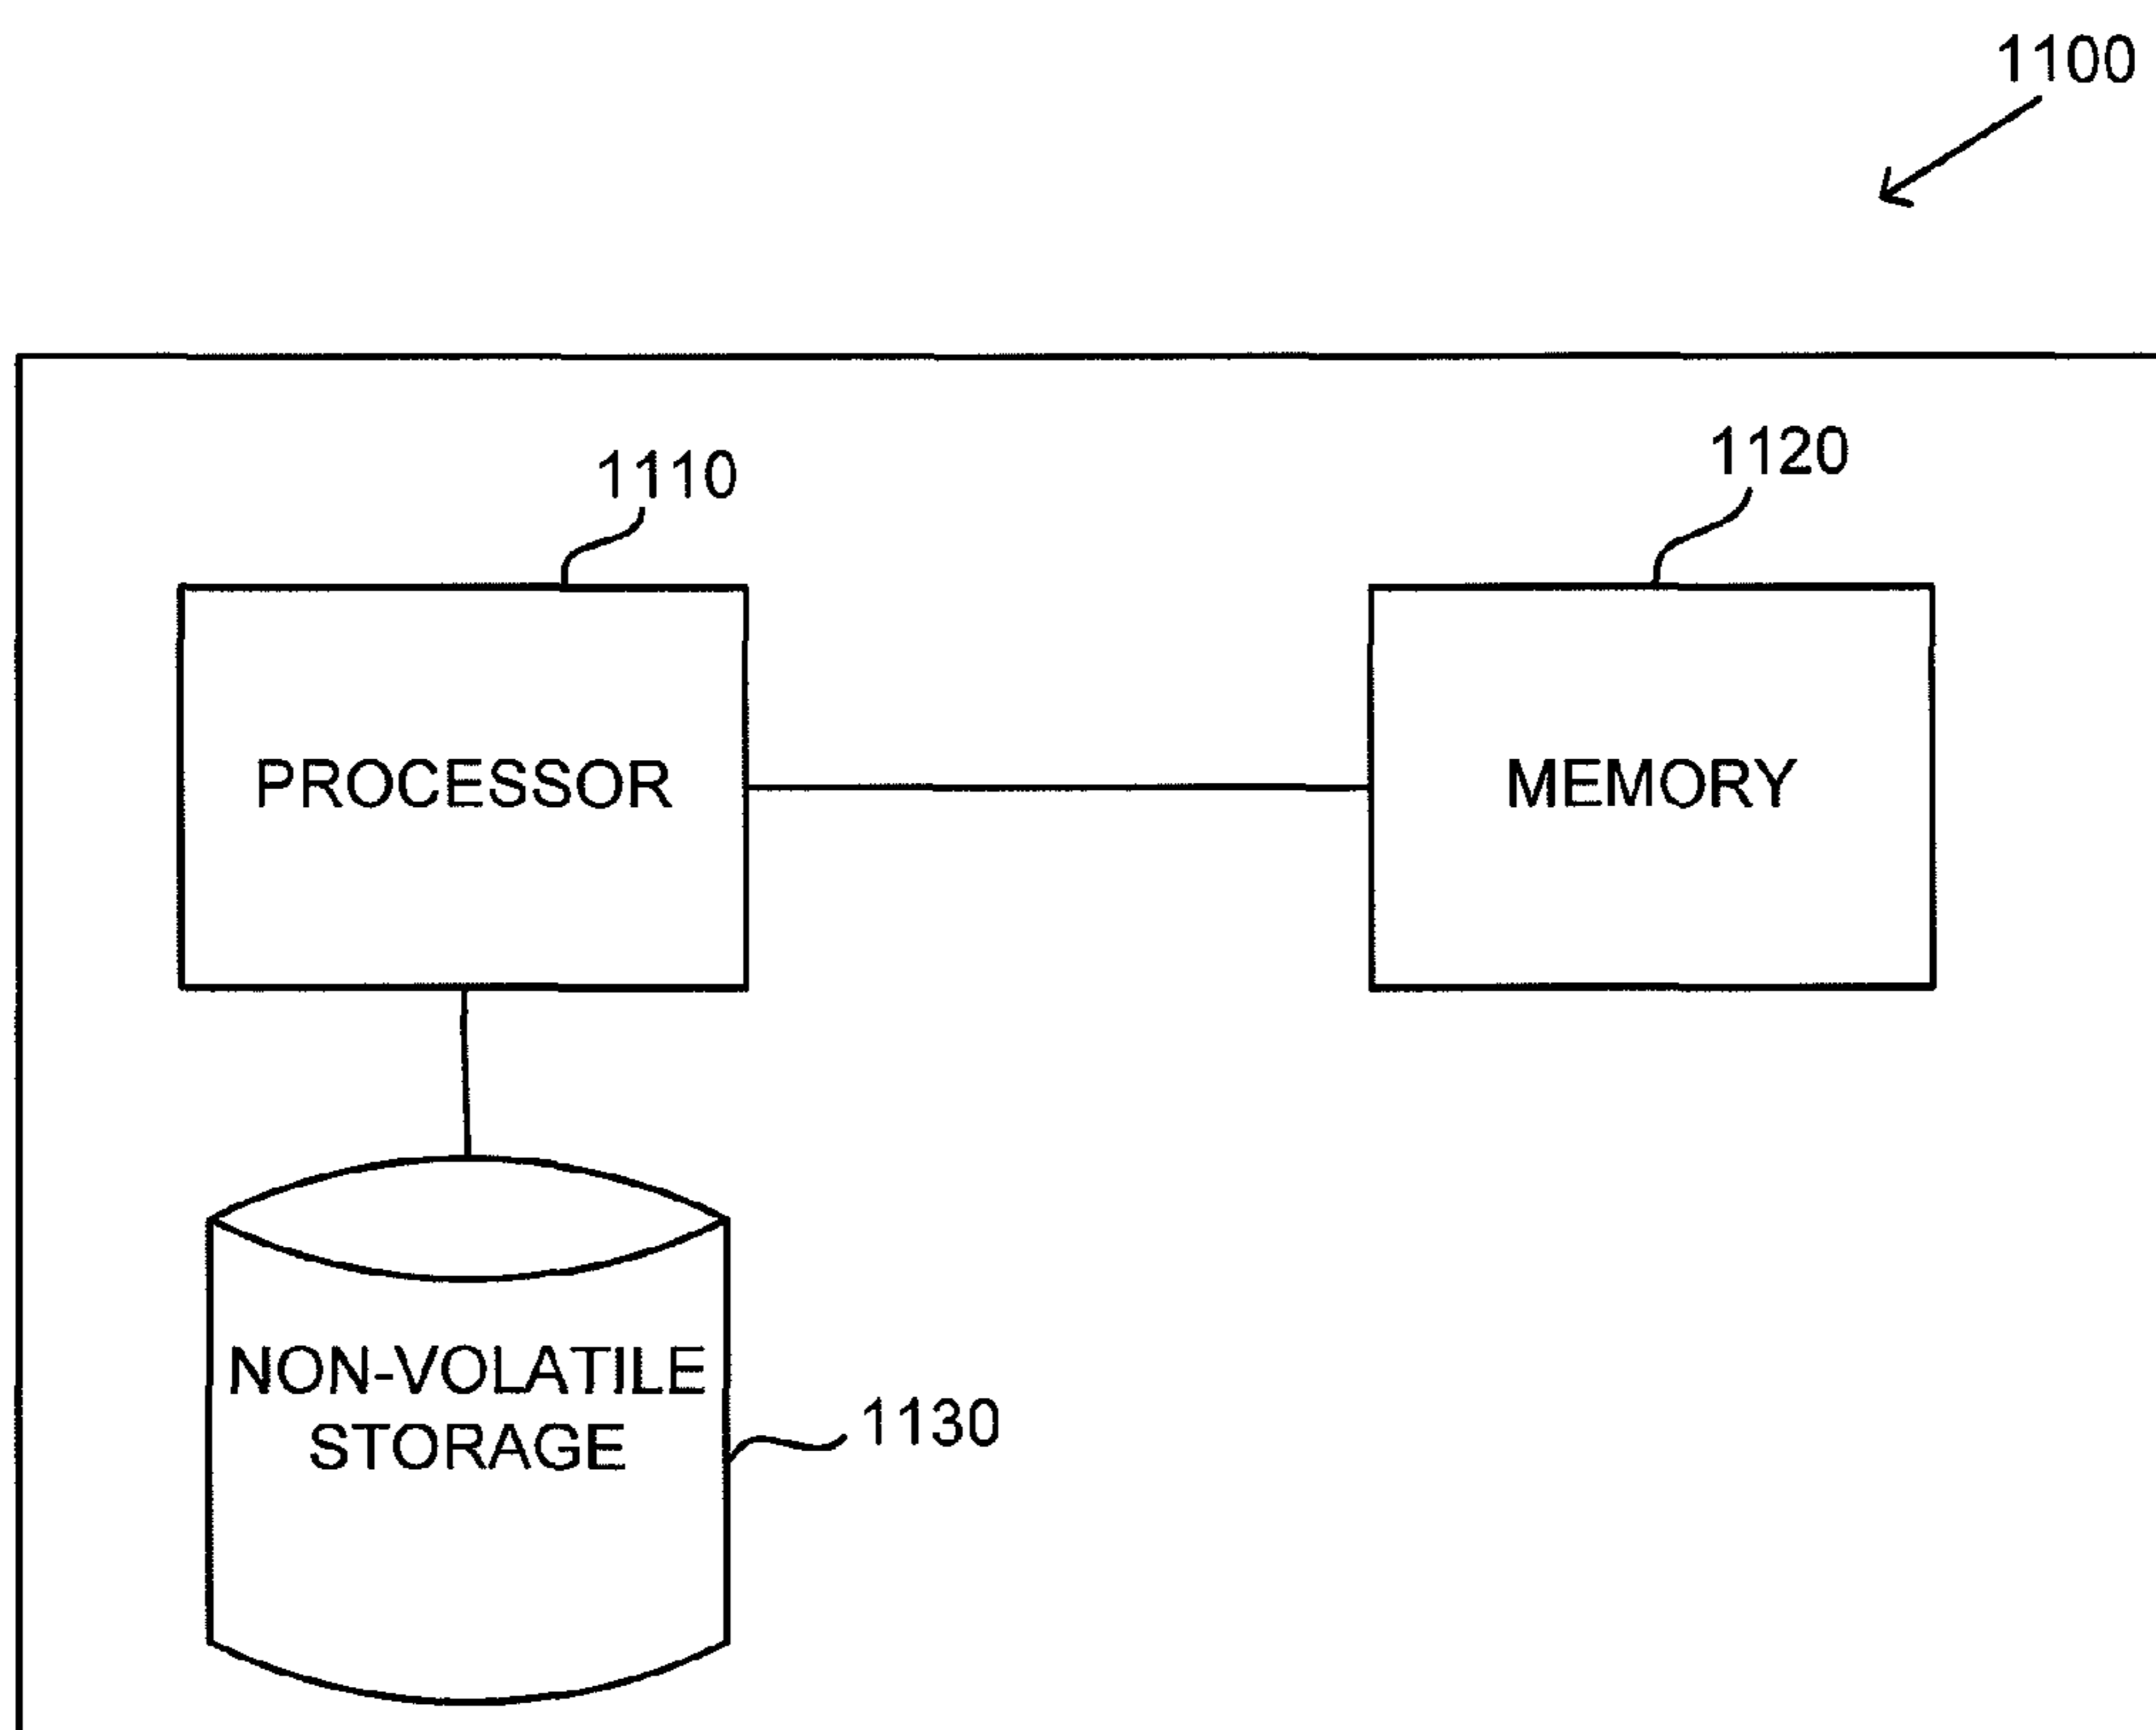 1100
1110
1120
PROCESSOR
MEMORY
NON-VOLATILE
STORAGE
1130